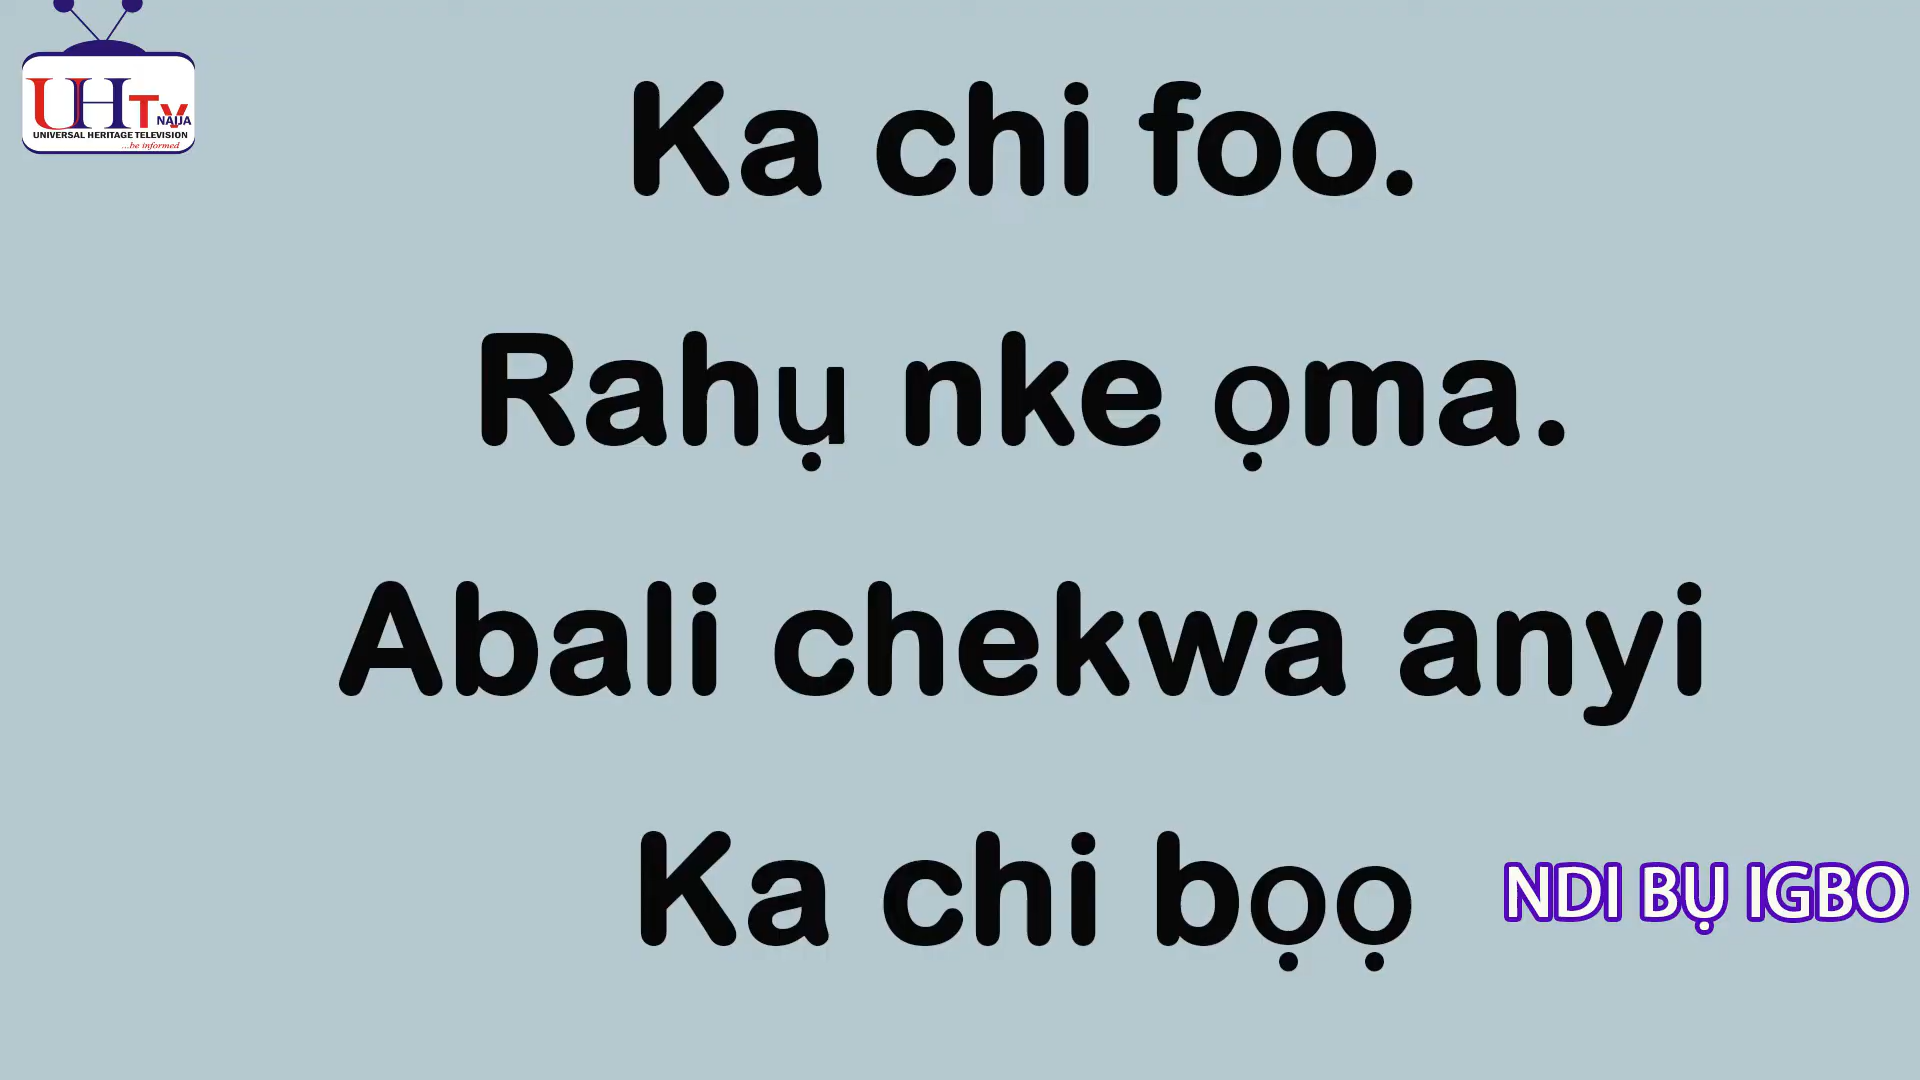 UHTv
NAIJA
UNIVERSAL HERITAGE TELEVISION
...be informed
Ka chi foo.
Rahụ nke ọma.
Abali chekwa anyi
Ka chi bọọ
NDI BỤ IGBO